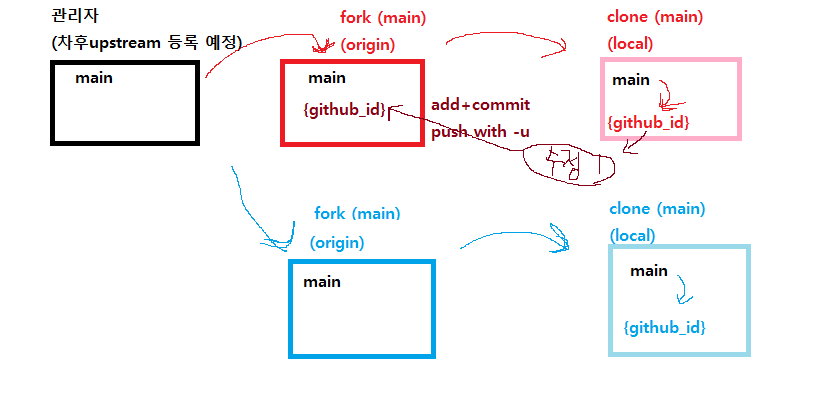 관리자
(차후upstream 등록 예정)
main
fork (main)
(origin)
main
{github_id}
add+commit
push with -u
clone (main)
(local)
main
{github_id}
수정 1
fork (main)
(origin)
main
clone (main)
(local)
main
{github_id}